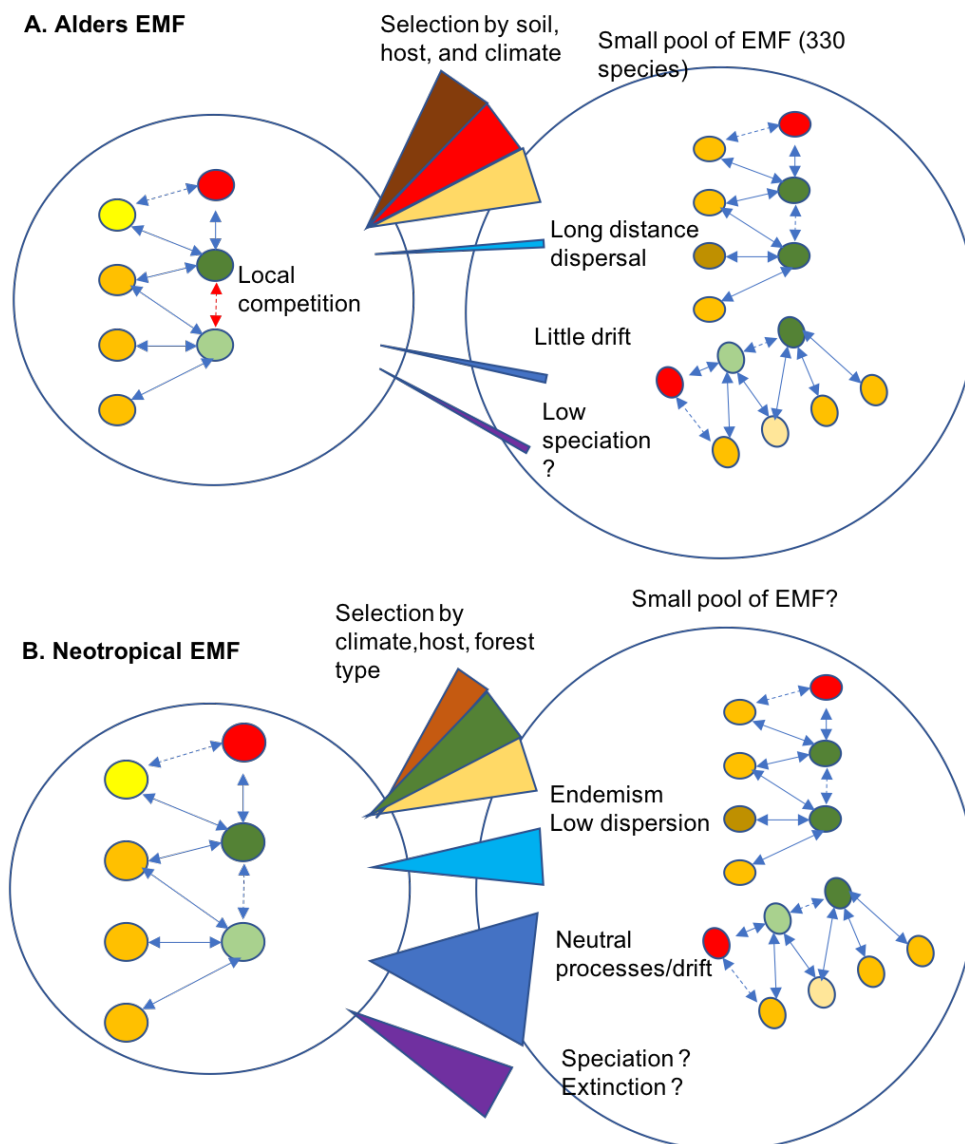 A. Alders EMF
Selection by soil,
host, and climate
Small pool of EMF (330
species)
Local
competition
Long distance
dispersal
Little drift
Low
speciation
?
B. Neotropical EMF
Selection by
climate,host, forest
type
Small pool of EMF?
Endemism
Low dispersion
Neutral
processes/drift
Speciation ?
Extinction ?